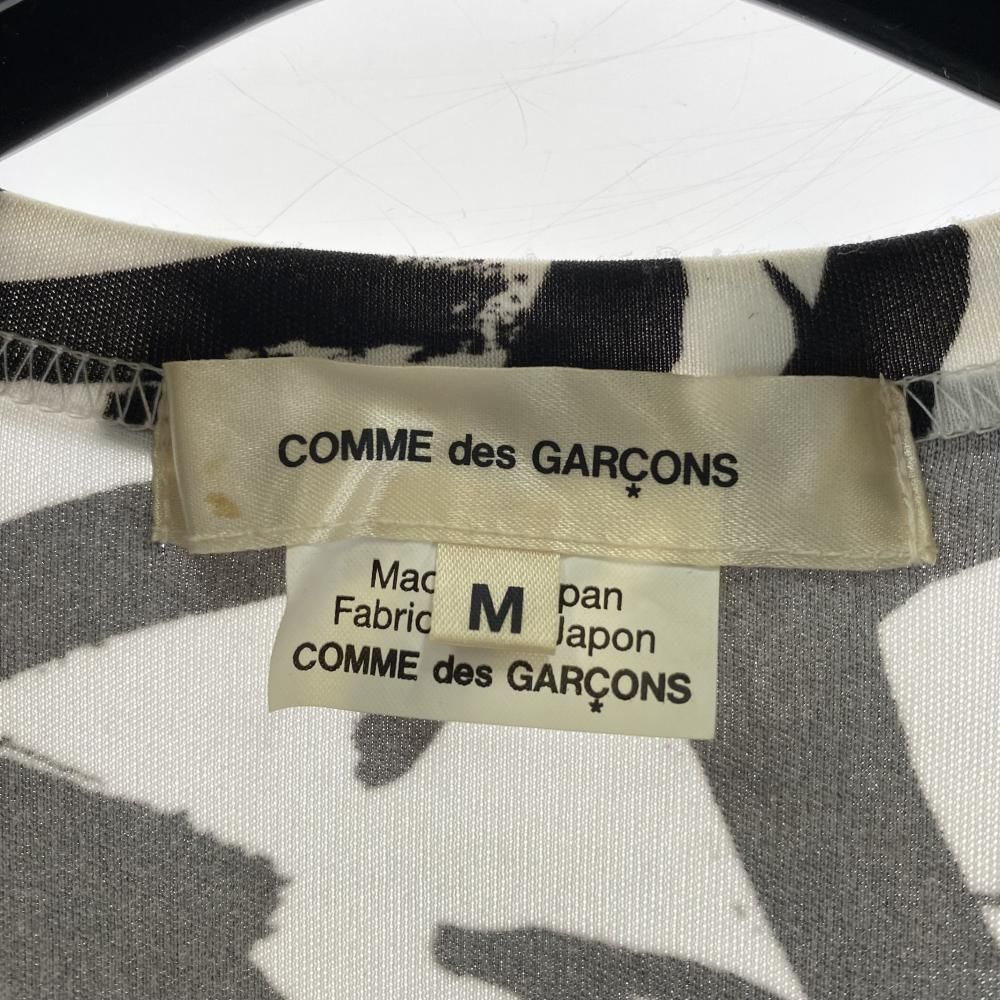 COMME des GARÇONS
M
Mac pan
Fabric Japon
COMME des GARÇONS